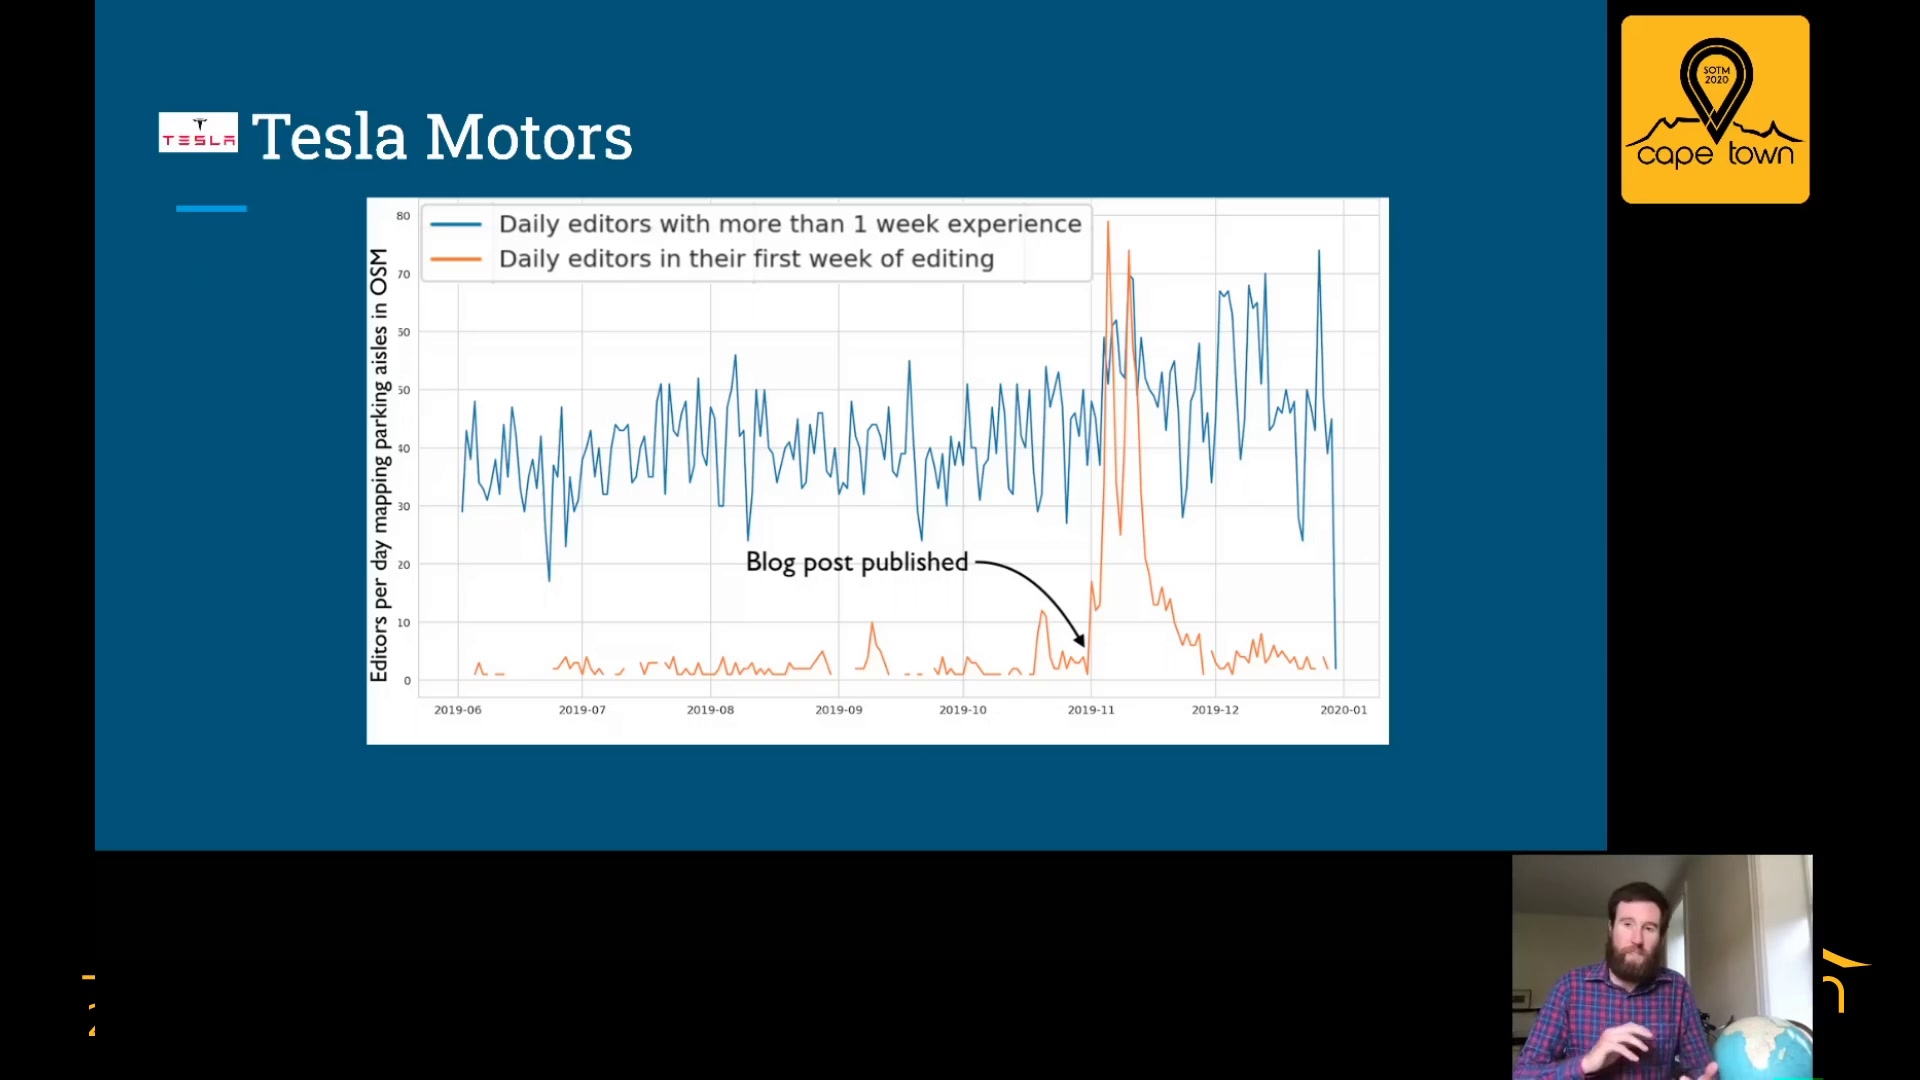 TESLA
Tesla Motors
SOTM
2020
cape town
Daily editors with more than 1 week experience
Daily editors in their first week of editing
Editors per day mapping parking aisles in OSM
80
70
50
50
40
30
20
10
0
Blog post published
2019-06
2019-07
2019-08
2019-09
2019-10
2019-11
2019-12
2020-01